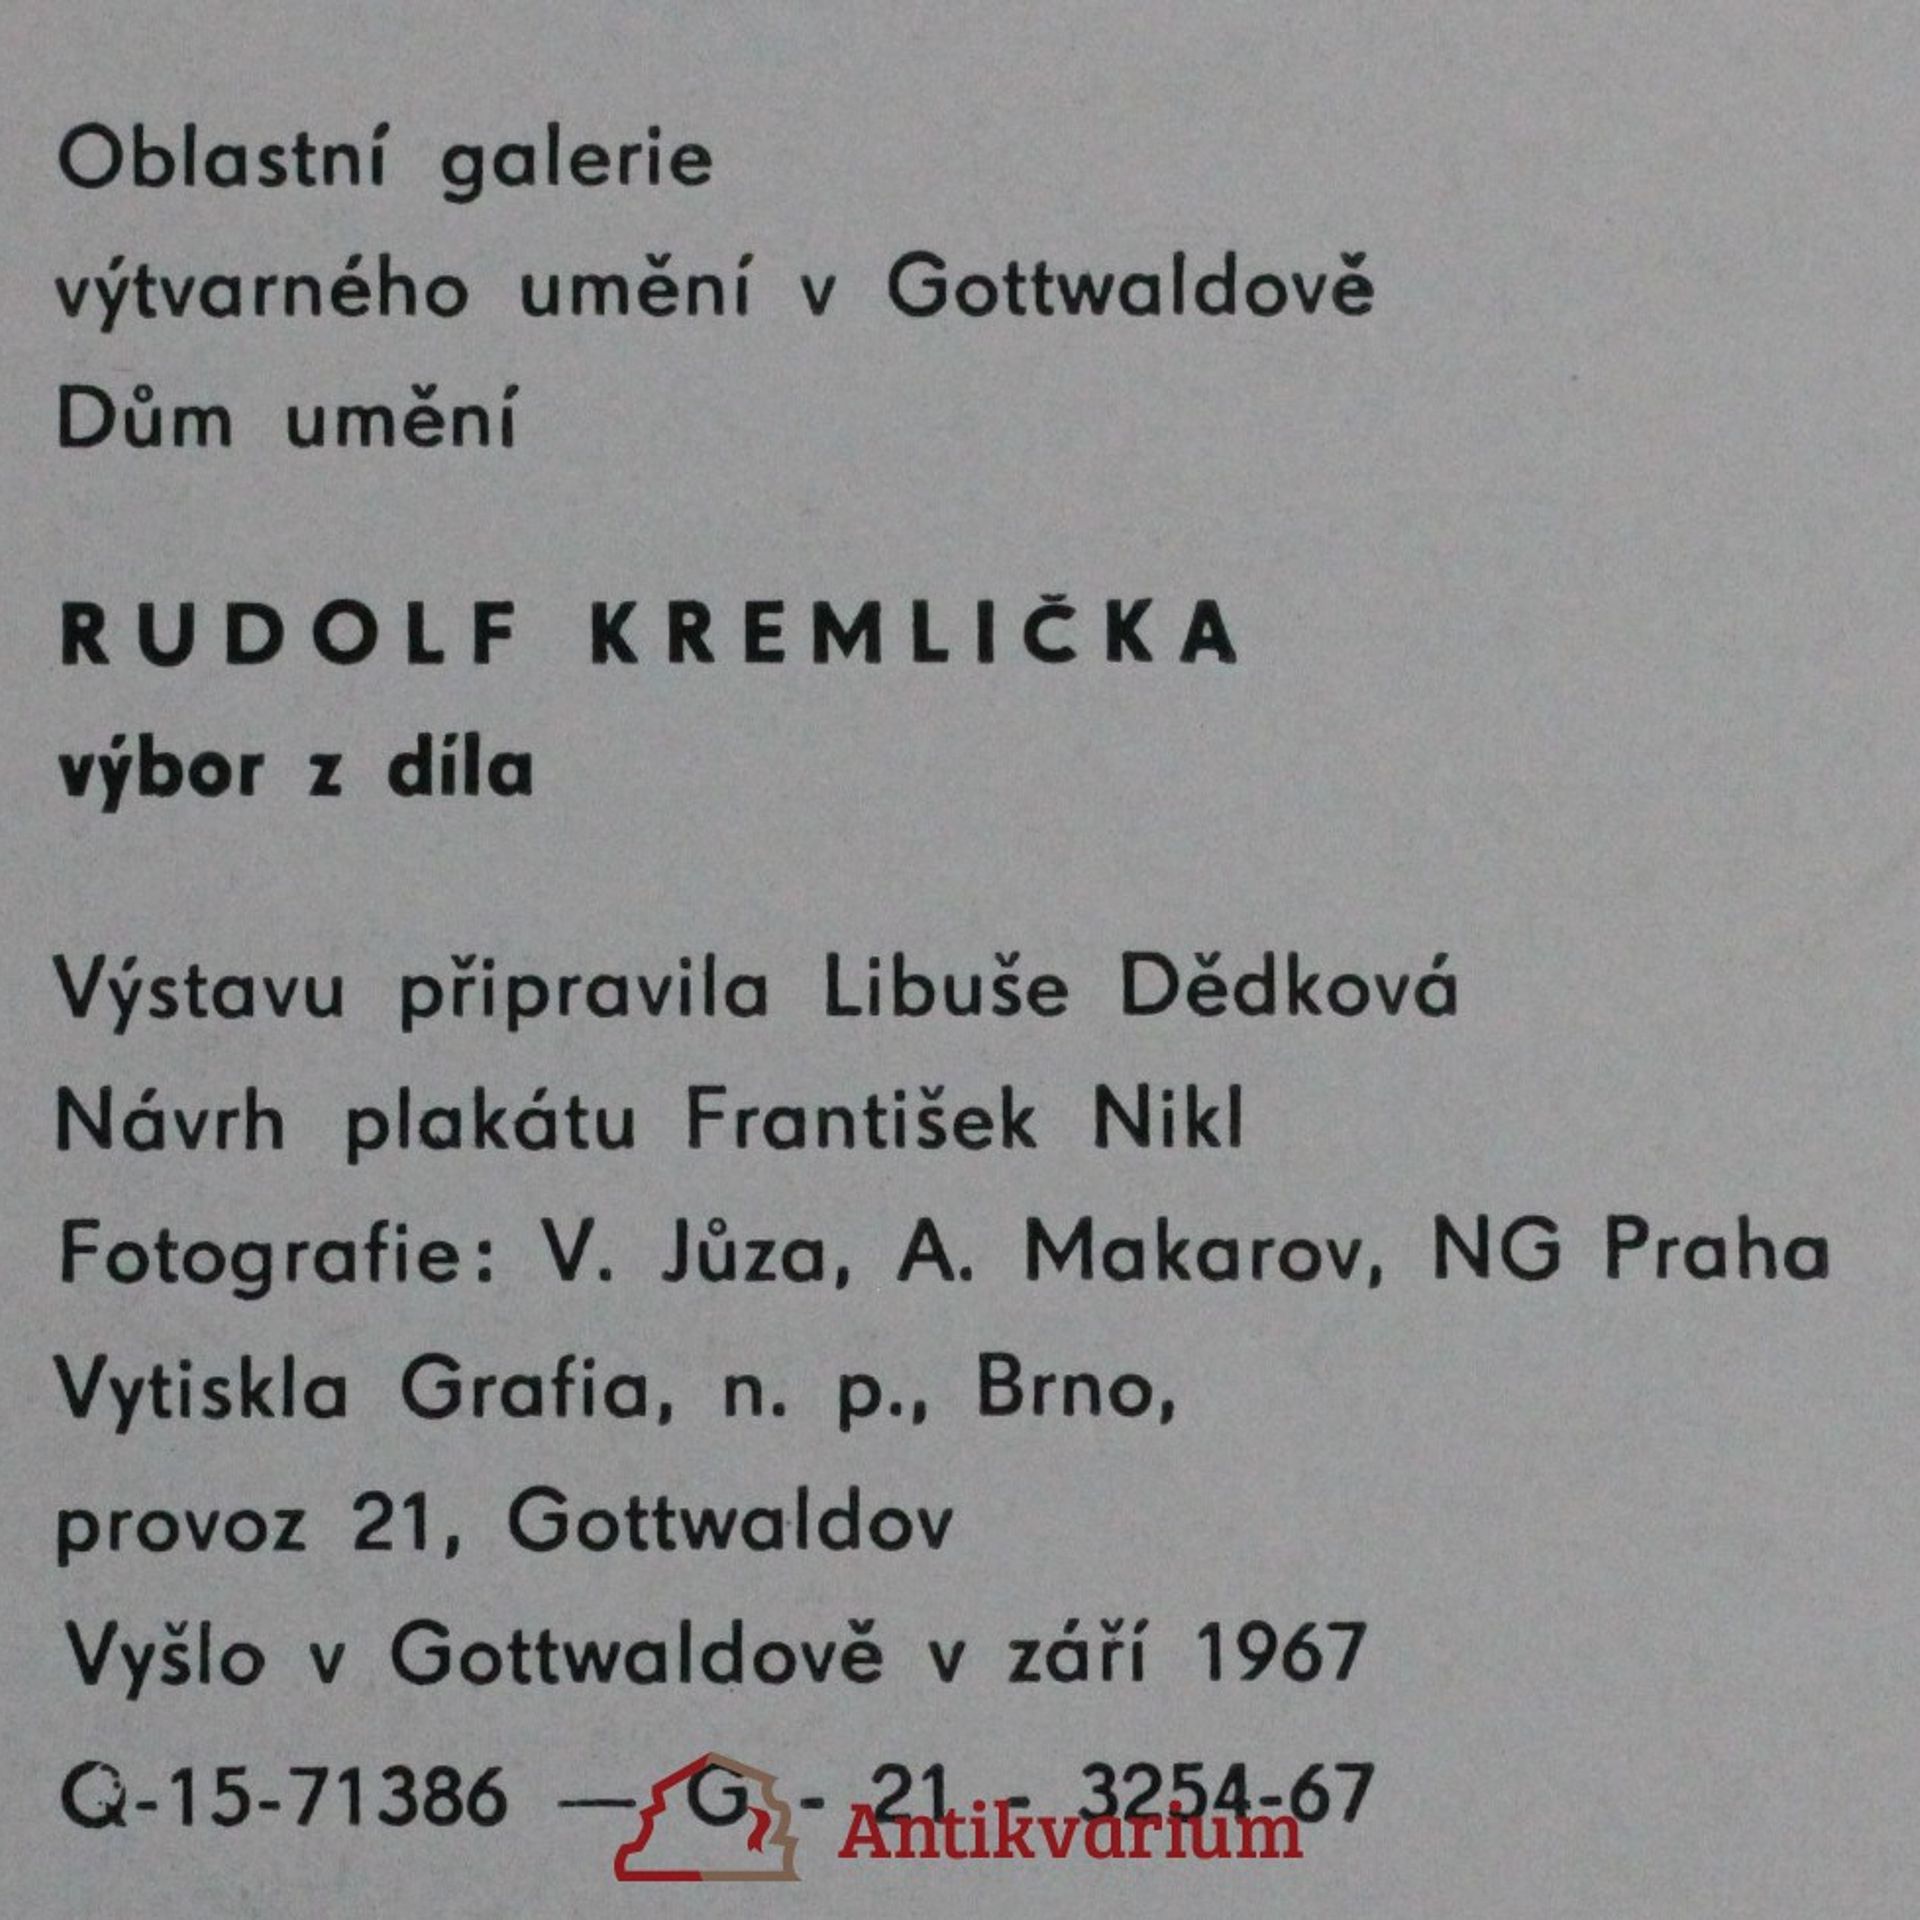 Oblastní galerie
výtvarného umění v Gottwaldově
Dům umění
RUDOLF KREMLIČKA
výbor z díla
Výstavu připravila Libuše Dědková
Návrh plakátu František Nikl
Fotografie: V. Jůza, A. Makarov, NG Praha
Vytiskla Grafia, n. p., Brno,
provoz 21, Gottwaldov
Vyšlo v Gottwaldově v září 1967
Q-15-71386 — G - 21 - 3254-67
Antikvarium